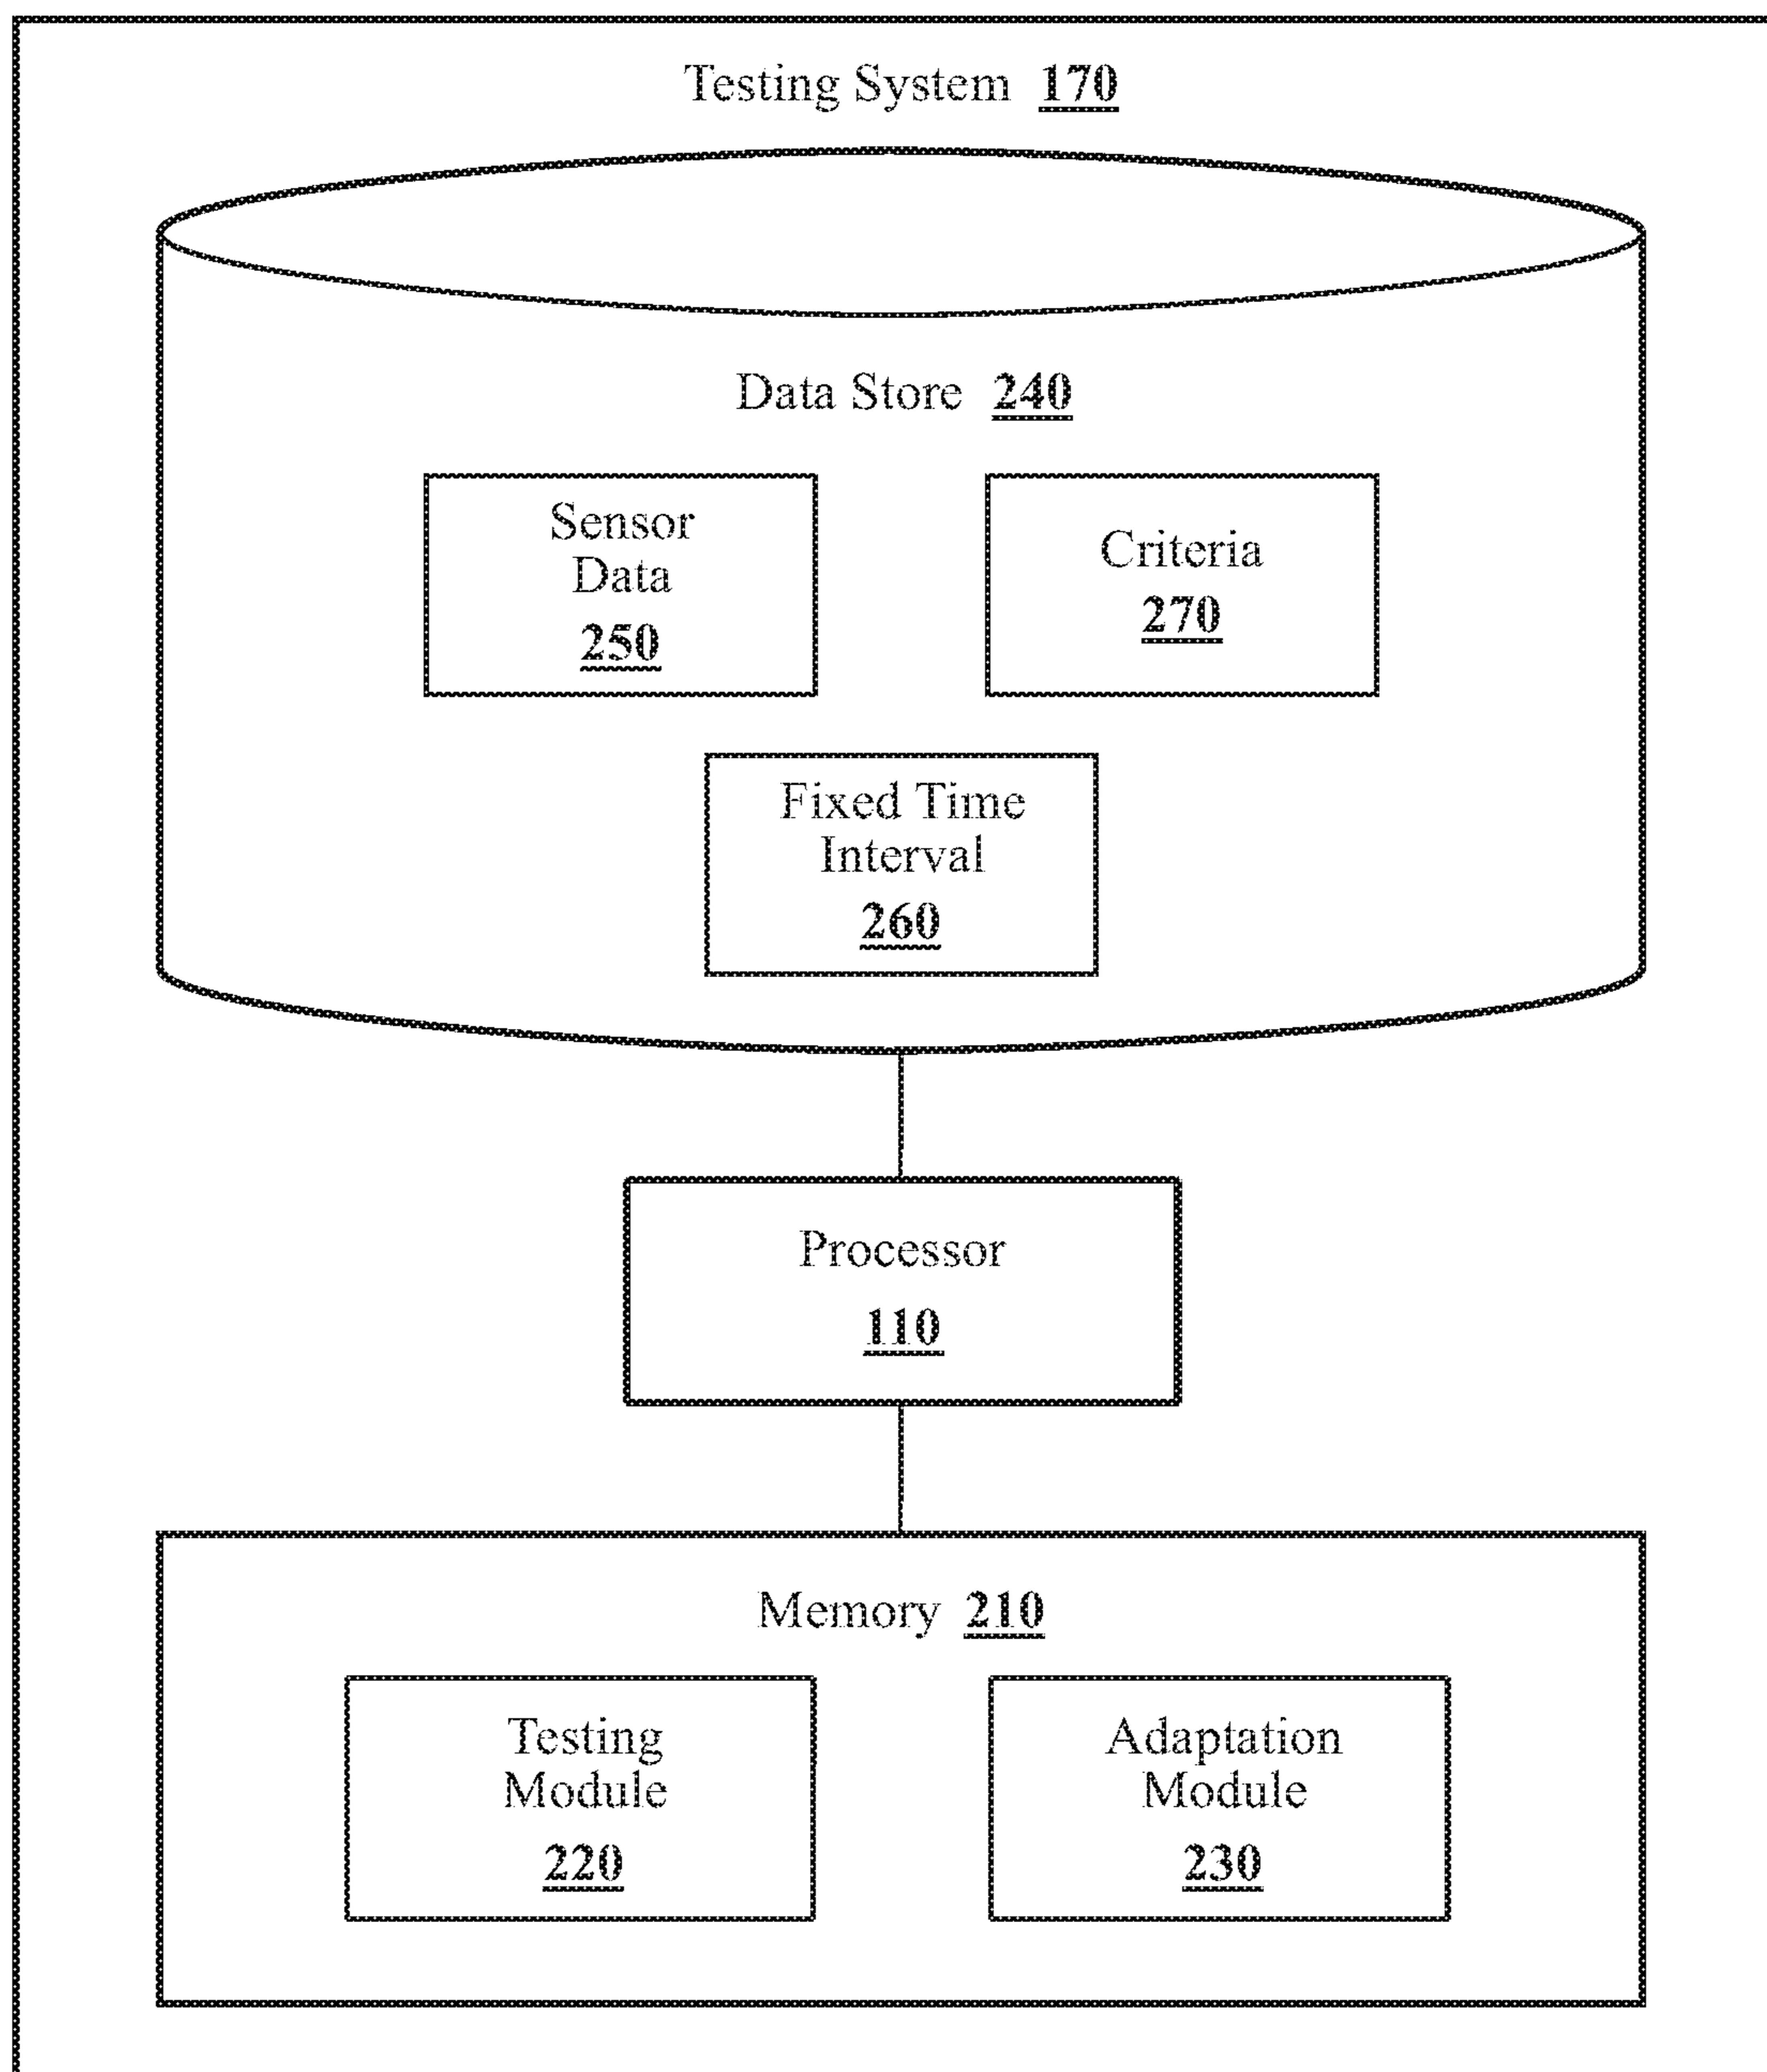 Testing System 170
Data Store 240
Sensor
Data
250
Criteria
270
Fixed Time
Interval
260
Processor
110
Memory 210
Testing
Module
220
Adaptation
Module
230